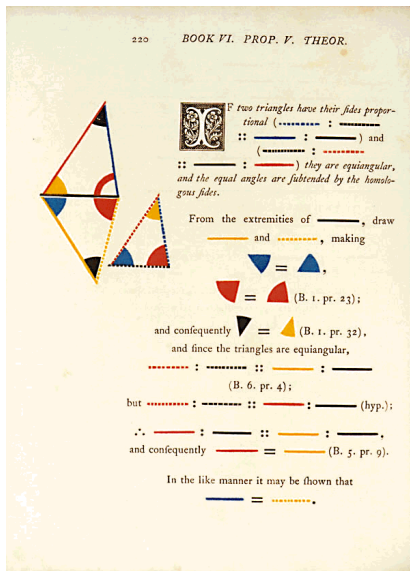 220 BOOK VI. PROP. V. THEOR.
IF two triangles have their ſides propor-
tional ( : 
:: : ) and
( : 
:: : ) they are equiangular,
and the equal angles are ſubtended by the homolo-
gous ſides.
From the extremities of , draw
and , making
= ,
= (B. 1. pr. 23);
and conſequently = (B. 1. pr. 32),
and ſince the triangles are equiangular,
: :: :
(B. 6. pr. 4);
but : :: : (hyp.);
∴ : :: : ,
and conſequently = (B. 5. pr. 9).
In the like manner it may be ſhown that
= .